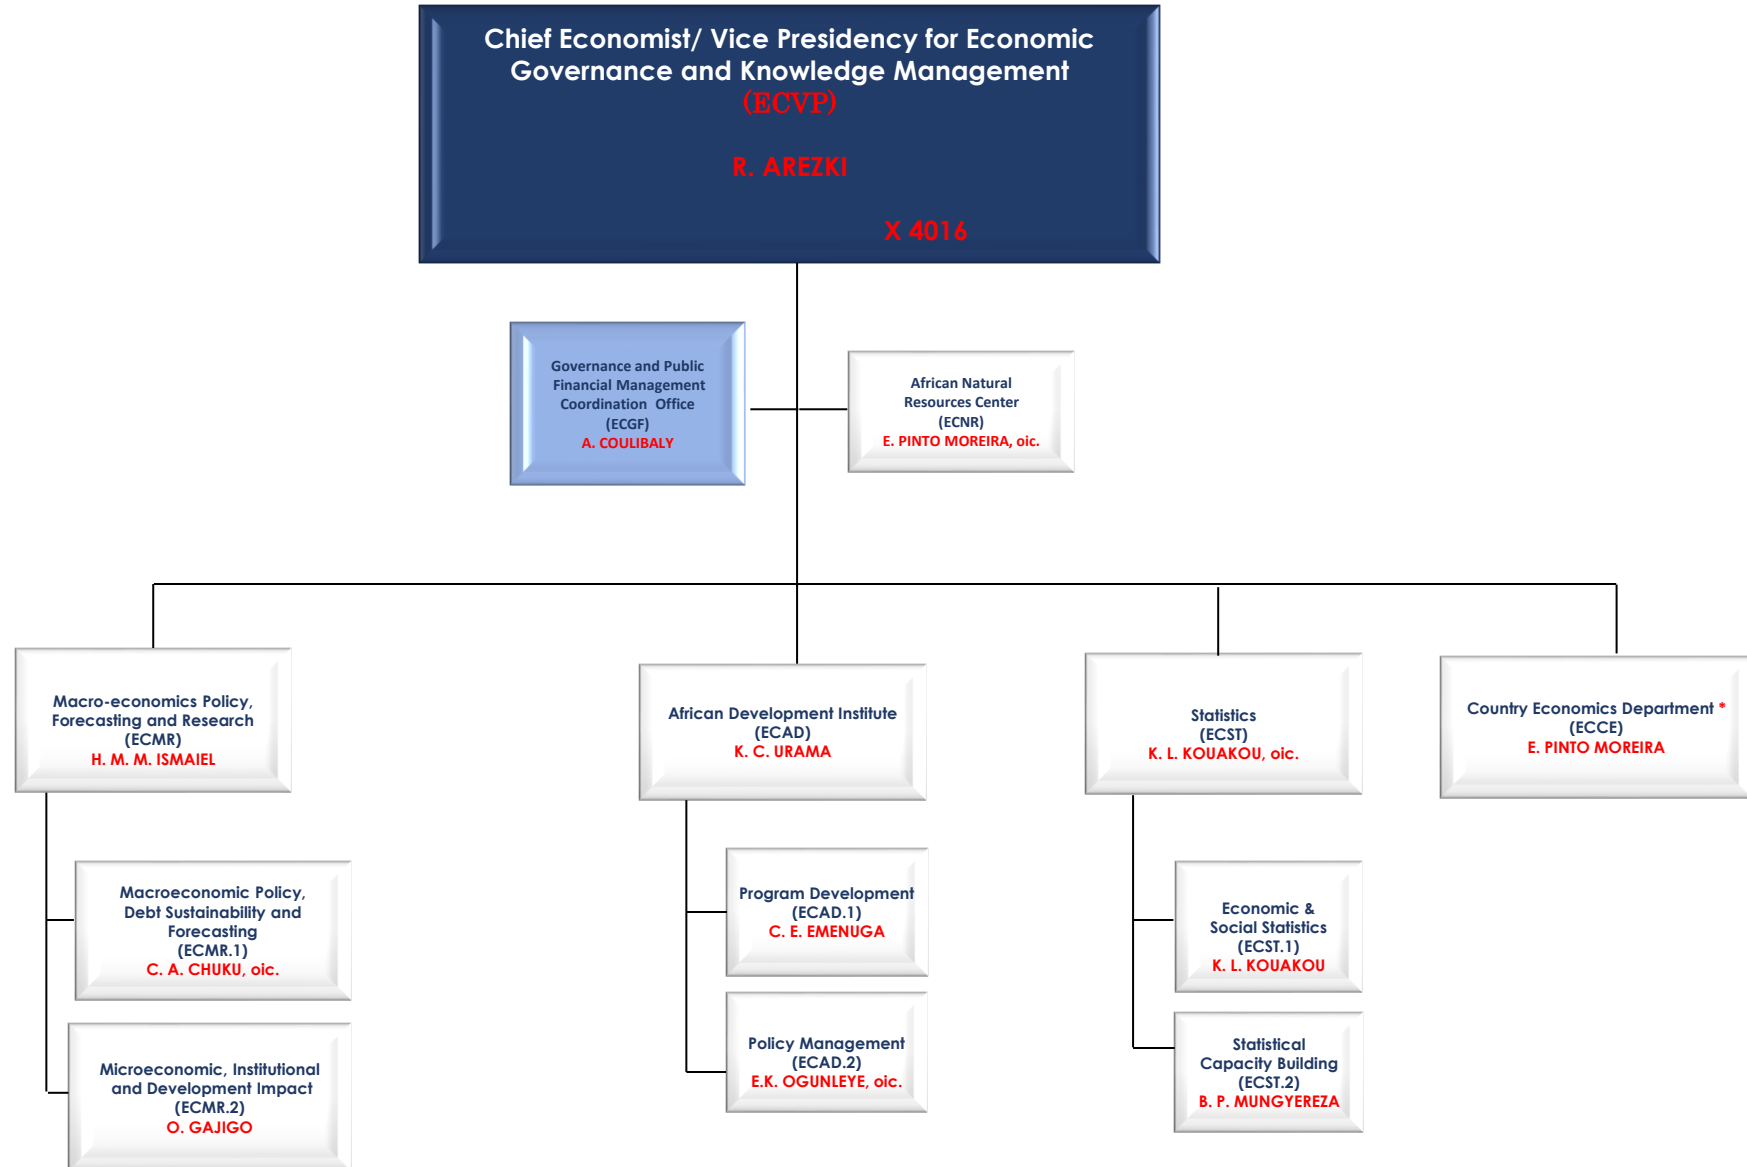 Chief Economist/ Vice Presidency for Economic
Governance and Knowledge Management
(ECVP)
R. AREZKI
X 4016
Governance and Public
Financial Management
Coordination Office
(ECGF)
A. COULIBALY
African Natural
Resources Center
(ECNR)
E. PINTO MOREIRA, oic.
Macro-economics Policy,
Forecasting and Research
(ECMR)
H. M. M. ISMAIEL
African Development Institute
(ECAD)
K. C. URAMA
Statistics
(ECST)
K. L. KOUAKOU, oic.
Country Economics Department *
(ECCE)
E. PINTO MOREIRA
Macroeconomic Policy,
Debt Sustainability and
Forecasting
(ECMR.1)
C. A. CHUKU, oic.
Microeconomic, Institutional
and Development Impact
(ECMR.2)
O. GAJIGO
Program Development
(ECAD.1)
C. E. EMENUGA
Policy Management
(ECAD.2)
E.K. OGUNLEYE, oic.
Economic &
Social Statistics
(ECST.1)
K. L. KOUAKOU
Statistical
Capacity Building
(ECST.2)
B. P. MUNGYEREZA